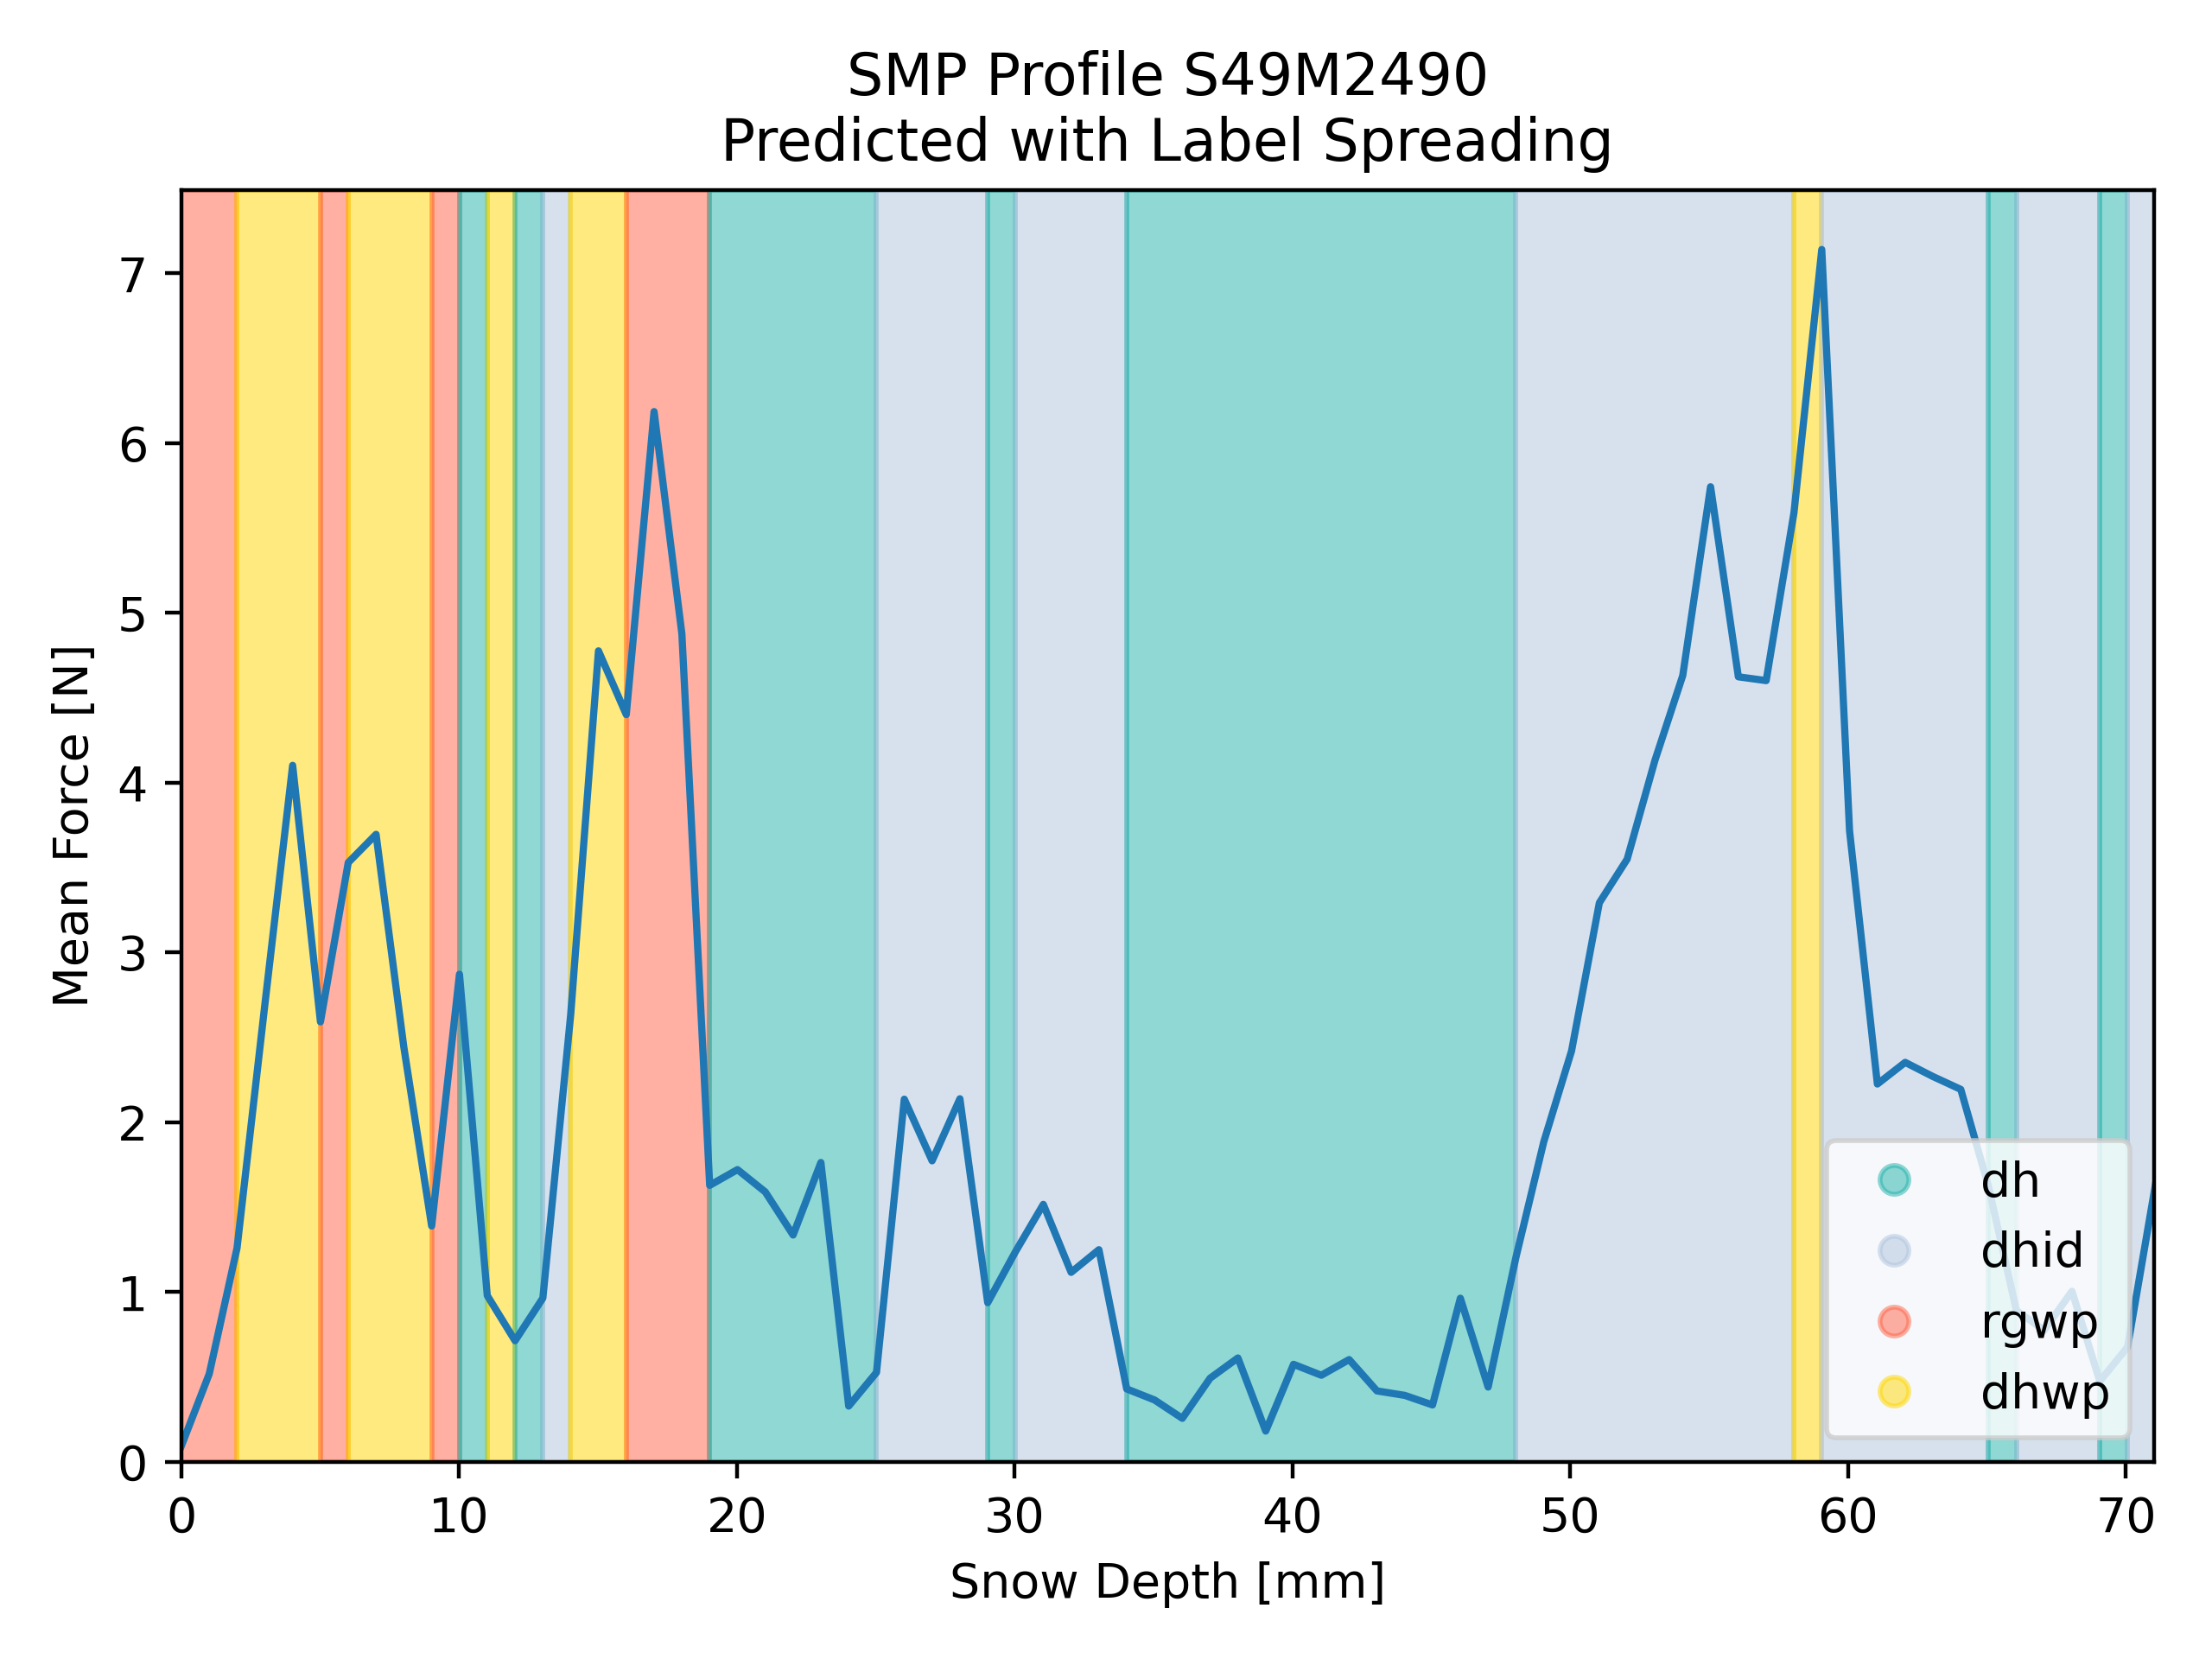 SMP Profile S49M2490
Predicted with Label Spreading
Mean Force [N]
7
6
5
4
3
2
1
0
0 10 20 30 40 50 60 70
Snow Depth [mm]
dh
dhid
rgwp
dhwp